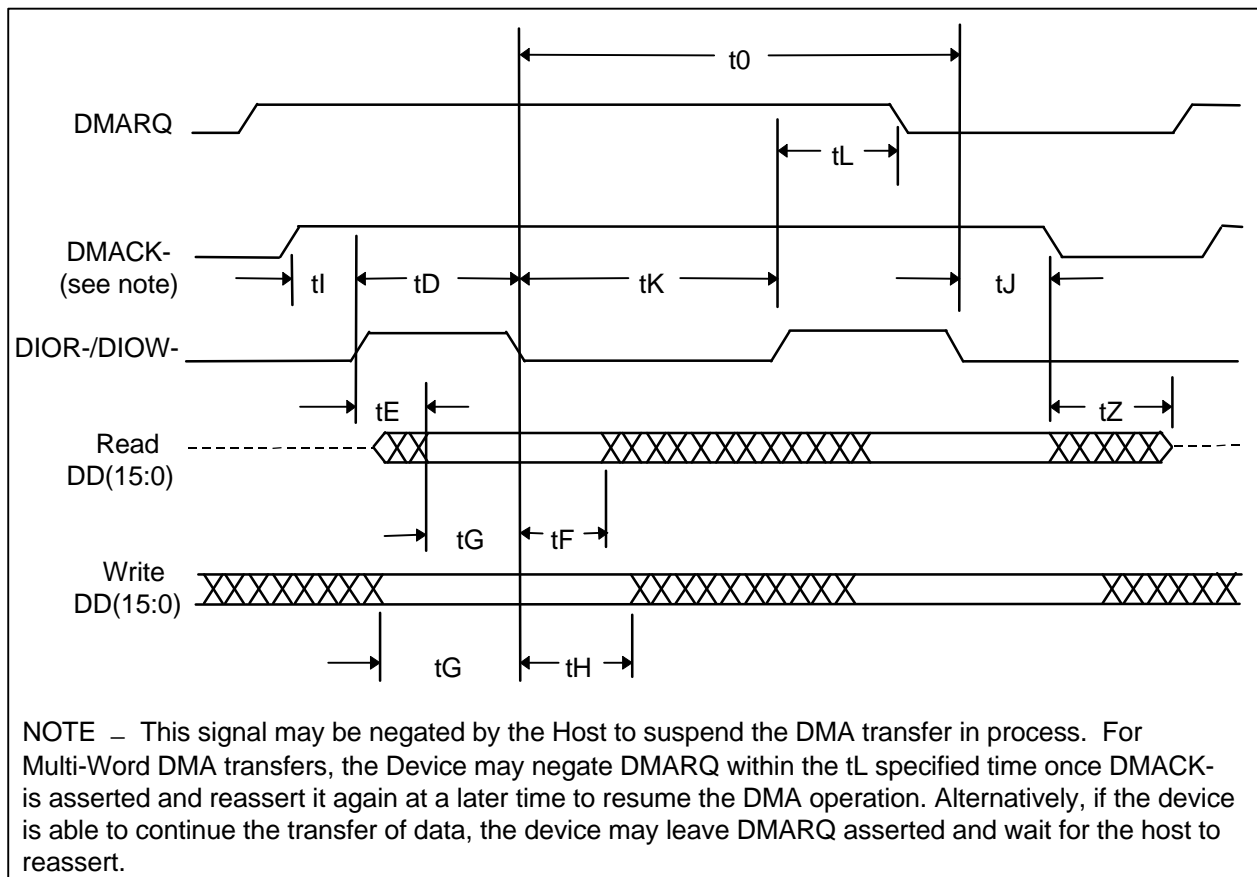 t0
DMARQ
tL
DMACK-
(see note)
tI
tD
tK
tJ
DIOR-/DIOW-
tE
tZ
Read
DD(15:0)
tG
tF
Write
DD(15:0)
tG
tH
NOTE – This signal may be negated by the Host to suspend the DMA transfer in process. For
Multi-Word DMA transfers, the Device may negate DMARQ within the tL specified time once DMACK-
is asserted and reassert it again at a later time to resume the DMA operation. Alternatively, if the device
is able to continue the transfer of data, the device may leave DMARQ asserted and wait for the host to
reassert.